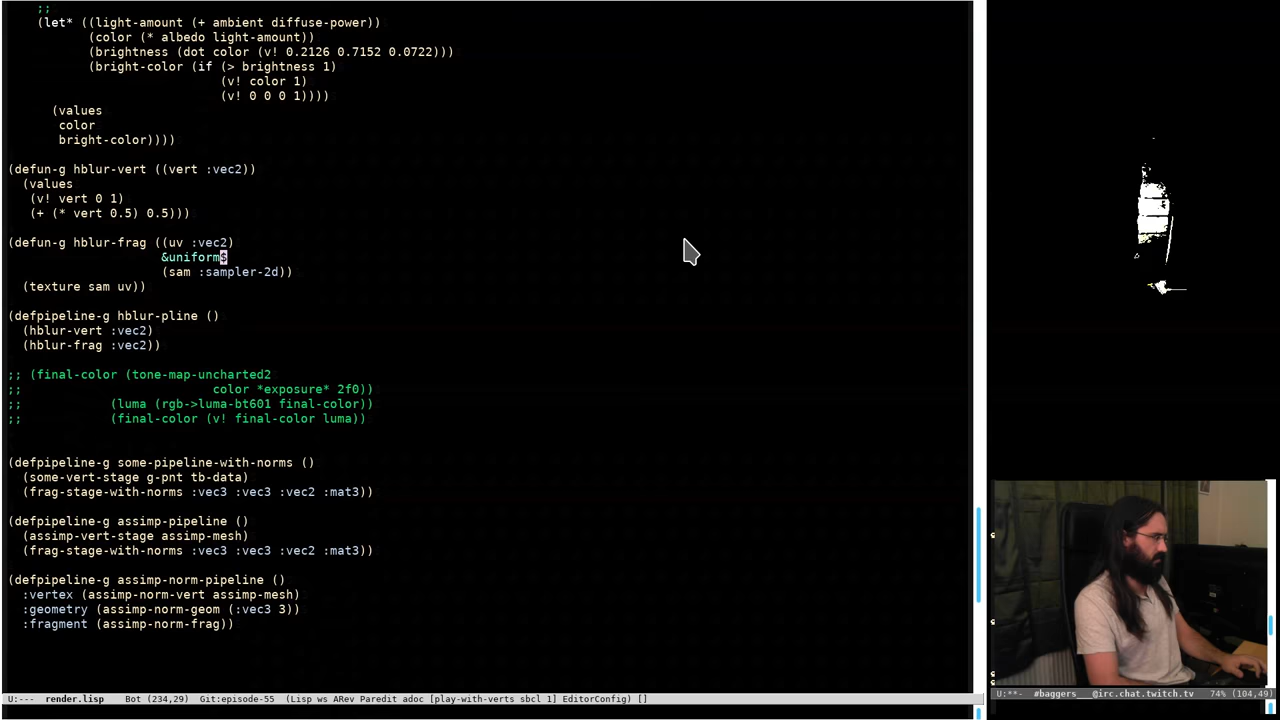 ;;
(let* ((light-amount (+ ambient diffuse-power))
(color (* albedo light-amount))
(brightness (dot color (v! 0.2126 0.7152 0.0722)))
(bright-color (if (> brightness 1)
(v! color 1)
(v! 0 0 0 1))))
(values
color
bright-color))))
(defun-g hblur-vert ((vert :vec2))
(values
(v! vert 0 1)
(+ (* vert 0.5) 0.5)))
(defun-g hblur-frag ((uv :vec2)
&uniforms
(sam :sampler-2d))
(texture sam uv))
(defpipeline-g hblur-pline ()
(hblur-vert :vec2)
(hblur-frag :vec2))
;; (final-color (tone-map-uncharted2
;; color *exposure* 2f0))
;; (luma (rgb->luma-bt601 final-color))
;; (final-color (v! final-color luma))
(defpipeline-g some-pipeline-with-norms ()
(some-vert-stage g-pnt tb-data)
(frag-stage-with-norms :vec3 :vec3 :vec2 :mat3))
(defpipeline-g assimp-pipeline ()
(assimp-vert-stage assimp-mesh)
(frag-stage-with-norms :vec3 :vec3 :vec2 :mat3))
(defpipeline-g assimp-norm-pipeline ()
:vertex (assimp-norm-vert assimp-mesh)
:geometry (assimp-norm-geom (:vec3 3))
:fragment (assimp-norm-frag))
U:--- render.lisp Bot (234,29) Git:episode-55 (Lisp ws ARev Paredit adoc [play-with-verts sbcl 1] EditorConfig) []
U:**- #baggers__@irc.chat.twitch.tv 74% (104,49)